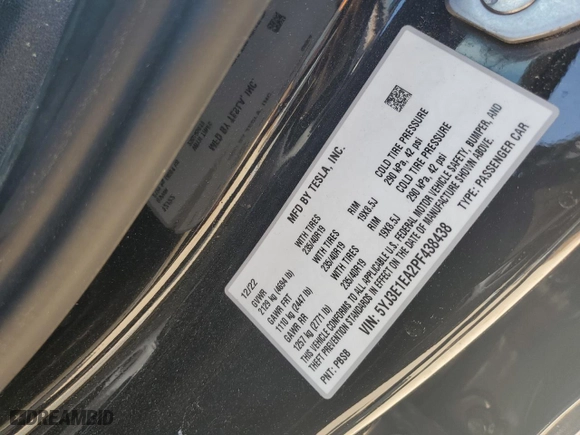 MFD BY TESLA, INC.
12/22
GVWR
2129 kg (4694 lb) WITH TIRES RIM COLD TIRE PRESSURE
GAWR FRT 235/40R19 19X8.5J 290 kPa, 42 psi
1110 kg (2447 lb) WITH TIRES RIM COLD TIRE PRESSURE
GAWR RR 235/40R19 19X8.5J 290 kPa, 42 psi
1257 kg (2771 lb) 235/40R19
THIS VEHICLE CONFORMS TO ALL APPLICABLE U.S. FEDERAL MOTOR VEHICLE SAFETY, BUMPER, AND
THEFT PREVENTION STANDARDS IN EFFECT ON THE DATE OF MANUFACTURE SHOWN ABOVE.
VIN: 5YJ3E1EA2PF438438 TYPE: PASSENGER CAR
PNT: PBSB
DREAMBID